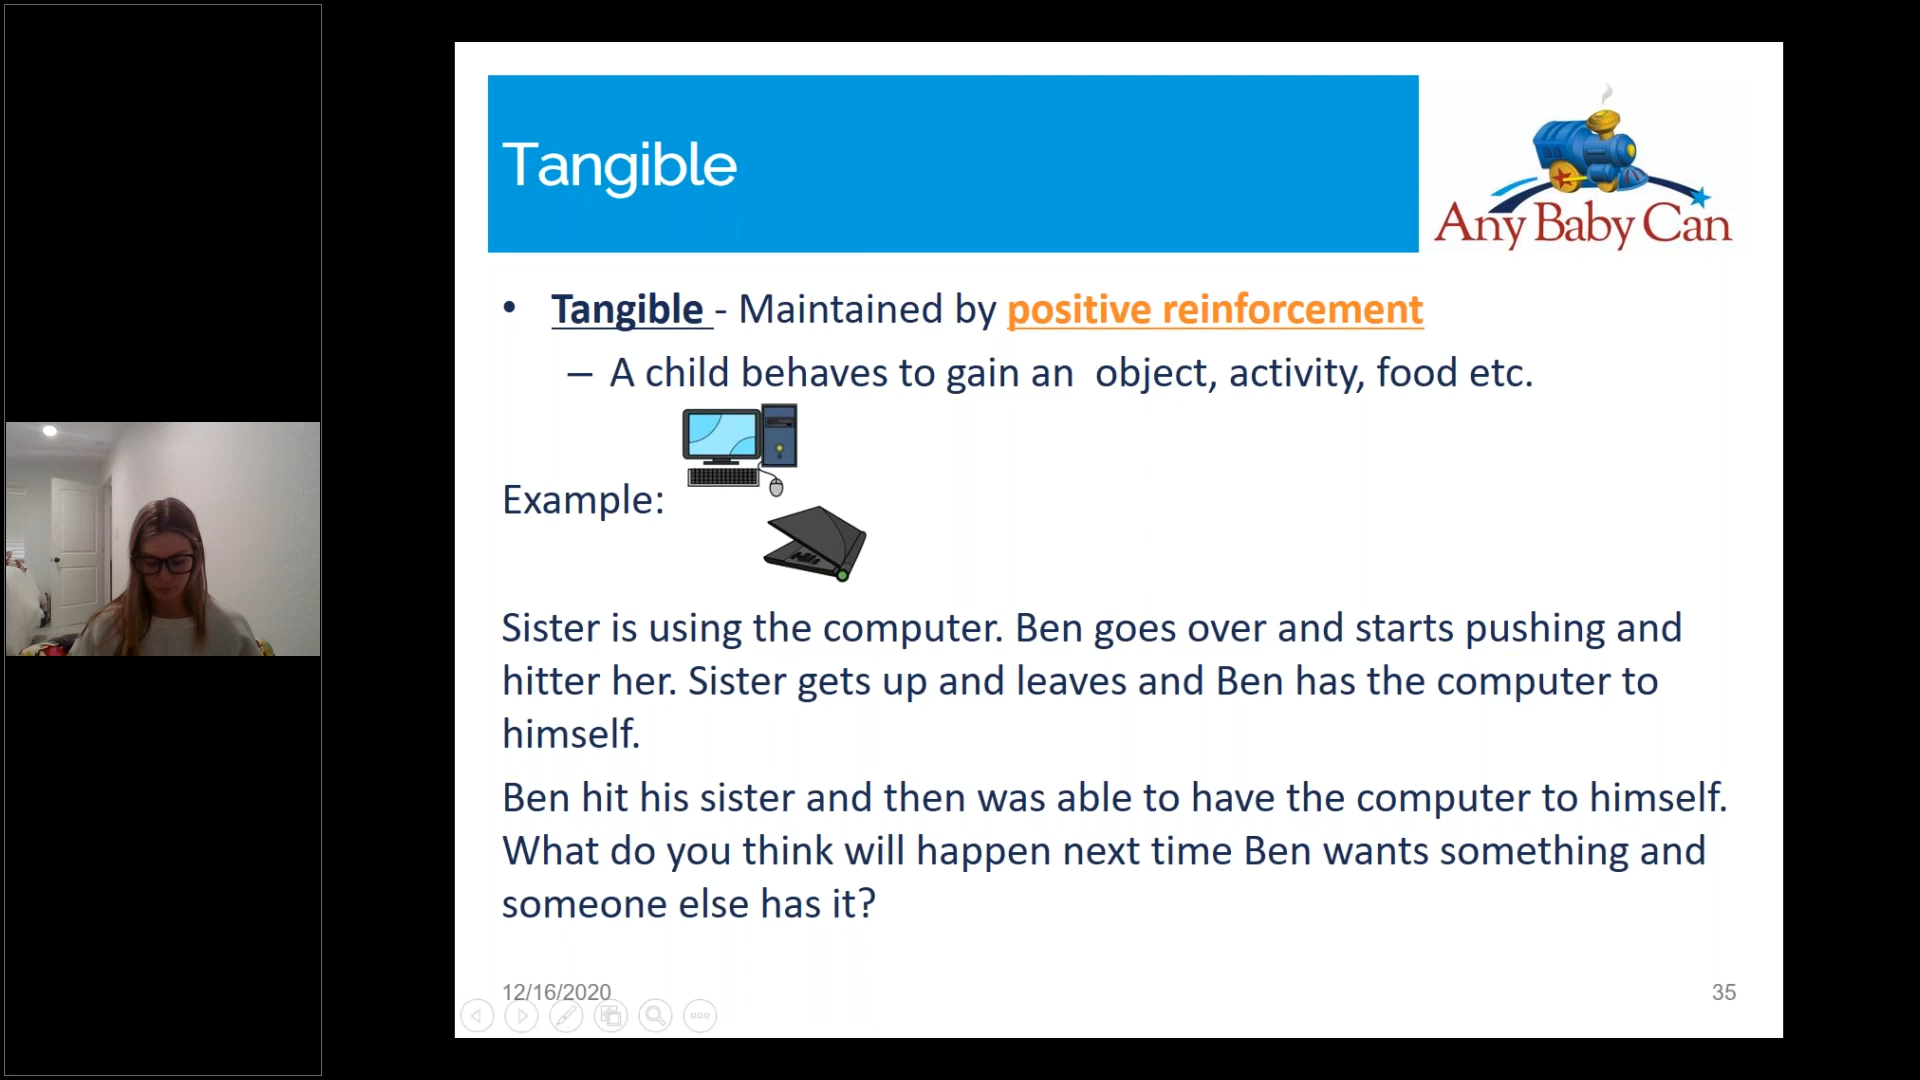 Tangible
Any Baby Can
• Tangible - Maintained by positive reinforcement
– A child behaves to gain an object, activity, food etc.
Example:
Sister is using the computer. Ben goes over and starts pushing and
hitter her. Sister gets up and leaves and Ben has the computer to
himself.
Ben hit his sister and then was able to have the computer to himself.
What do you think will happen next time Ben wants something and
someone else has it?
12/16/2020
35